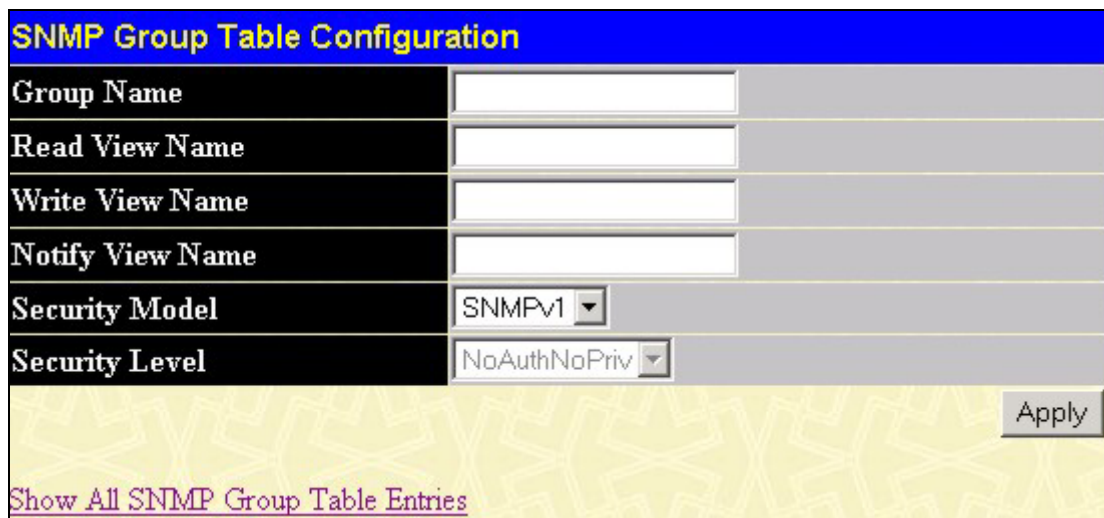 SNMP Group Table Configuration
Group Name
Read View Name
Write View Name
Notify View Name
Security Model SNMPv1
Security Level NoAuthNoPriv
Apply
Show All SNMP Group Table Entries